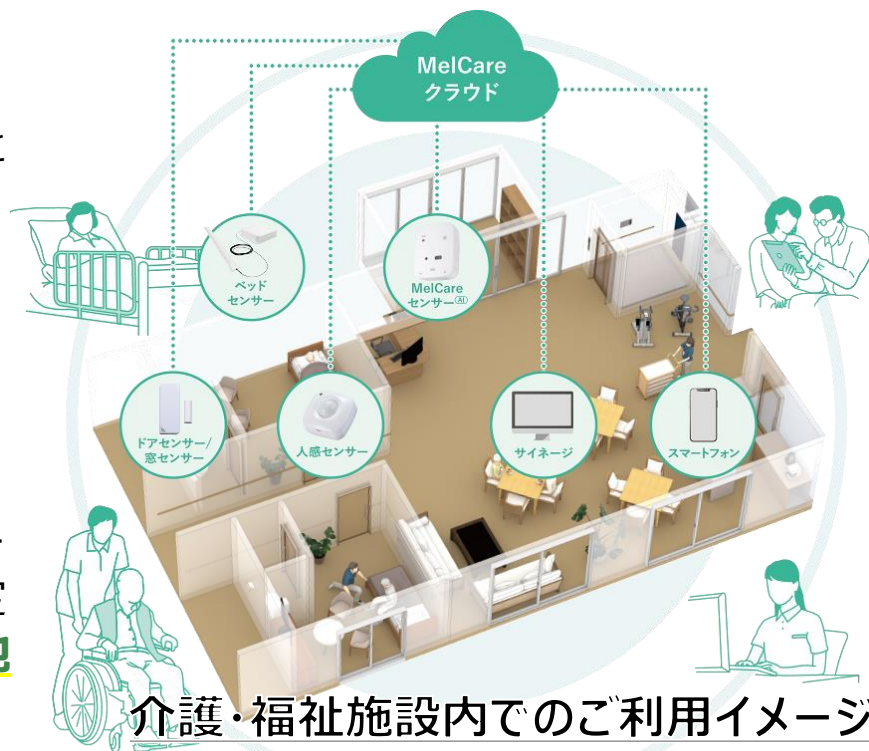 MelCare
クラウド
と
ベッド
センサー
MelCare
センサー(AI)
ドアセンサー/
窓センサー
人感センサー
サイネージ
スマートフォン
介護・福祉施設内でのご利用イメージ